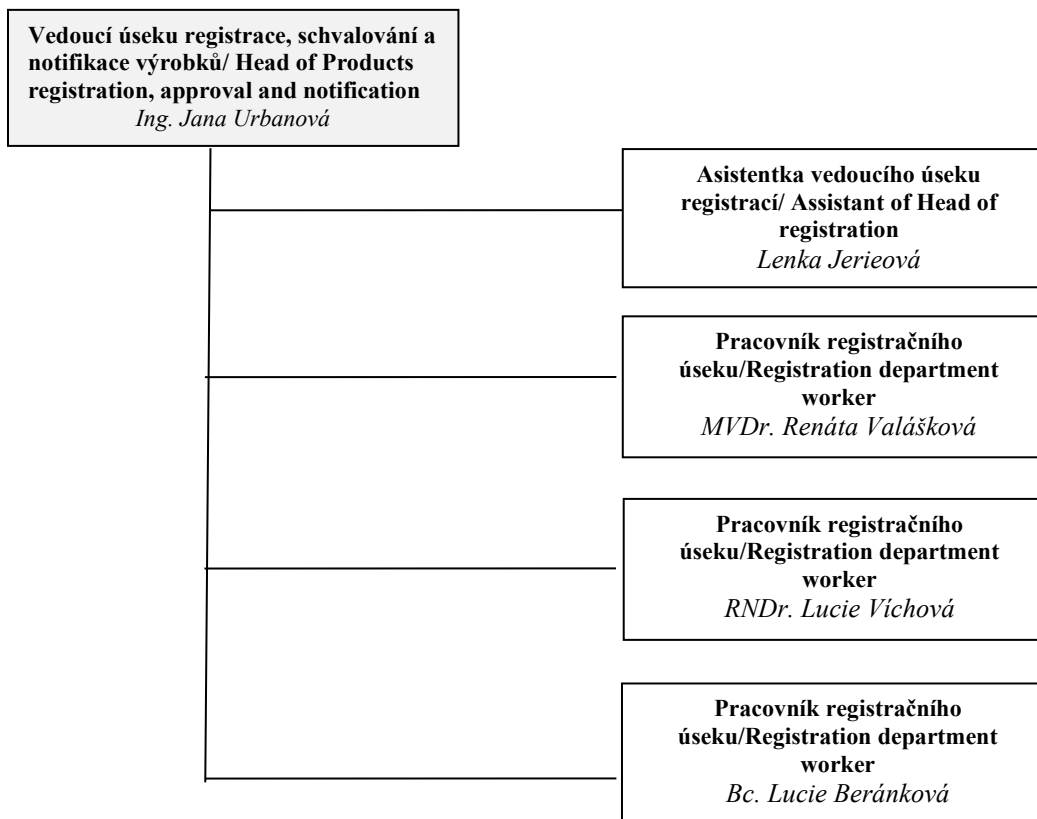 Vedoucí úseku registrace, schvalování a
notifikace výrobků/ Head of Products
registration, approval and notification
Ing. Jana Urbanová
Asistentka vedoucího úseku
registrací/ Assistant of Head of
registration
Lenka Jerieová
Pracovník registračního
úseku/Registration department
worker
MVDr. Renáta Valášková
Pracovník registračního
úseku/Registration department
worker
RNDr. Lucie Víchová
Pracovník registračního
úseku/Registration department
worker
Bc. Lucie Beránková